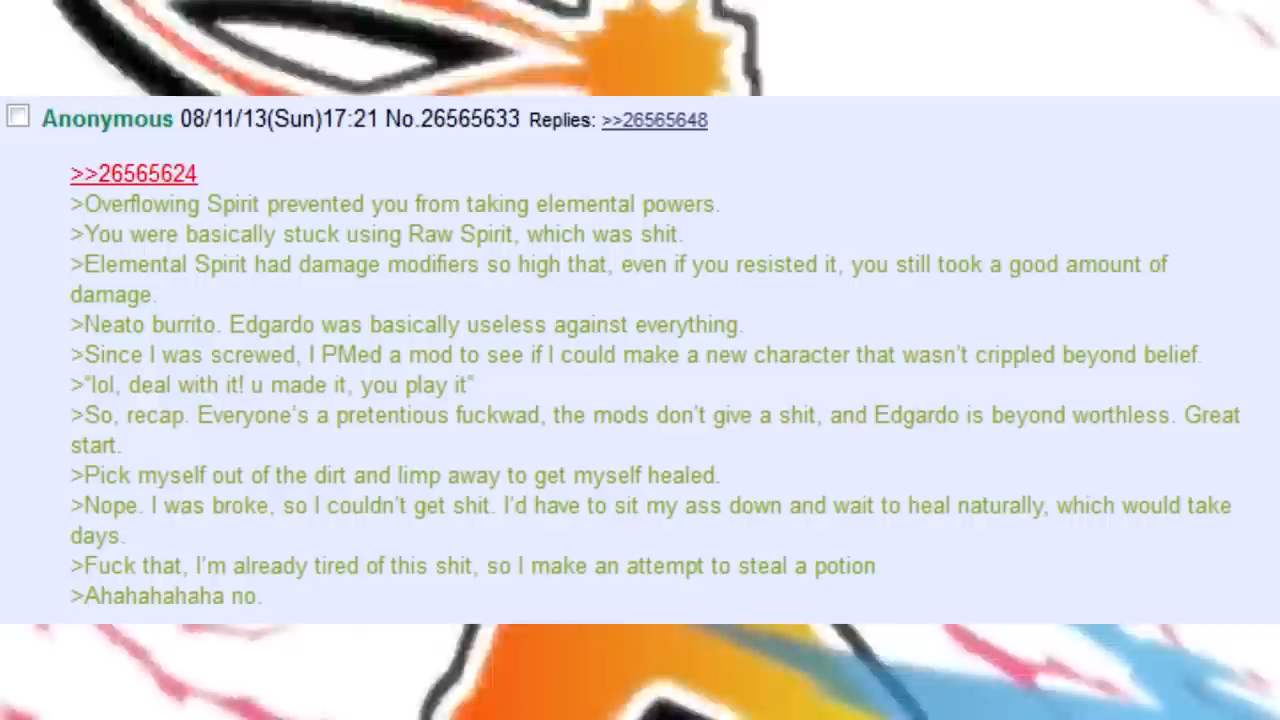 Anonymous 08/11/13(Sun)17:21 No.26565633 Replies: >>26565648
>>26565624
>Overflowing Spirit prevented you from taking elemental powers.
>You were basically stuck using Raw Spirit, which was shit.
>Elemental Spirit had damage modifiers so high that, even if you resisted it, you still took a good amount of
damage.
>Neato burrito. Edgardo was basically useless against everything.
>Since I was screwed, I PMed a mod to see if I could make a new character that wasn't crippled beyond belief.
>"lol, deal with it! u made it, you play it"
>So, recap. Everyone's a pretentious fuckwad, the mods don't give a shit, and Edgardo is beyond worthless. Great
start.
>Pick myself out of the dirt and limp away to get myself healed.
>Nope. I was broke, so I couldn't get shit. I'd have to sit my ass down and wait to heal naturally, which would take
days.
>Fuck that, I'm already tired of this shit, so I make an attempt to steal a potion
>Ahahahahaha no.